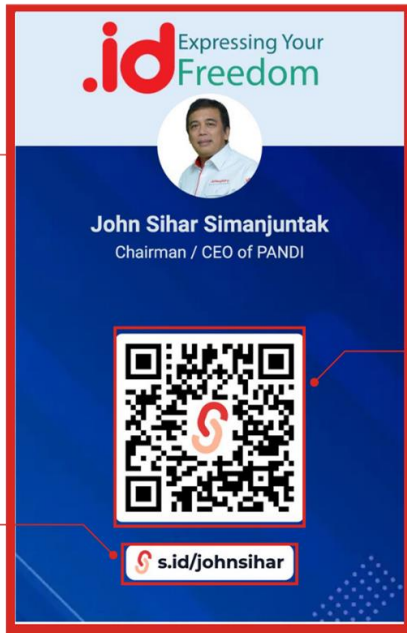 .id Expressing Your
Freedom
John Sihar Simanjuntak
Chairman / CEO of PANDI
s.id/johnsihar